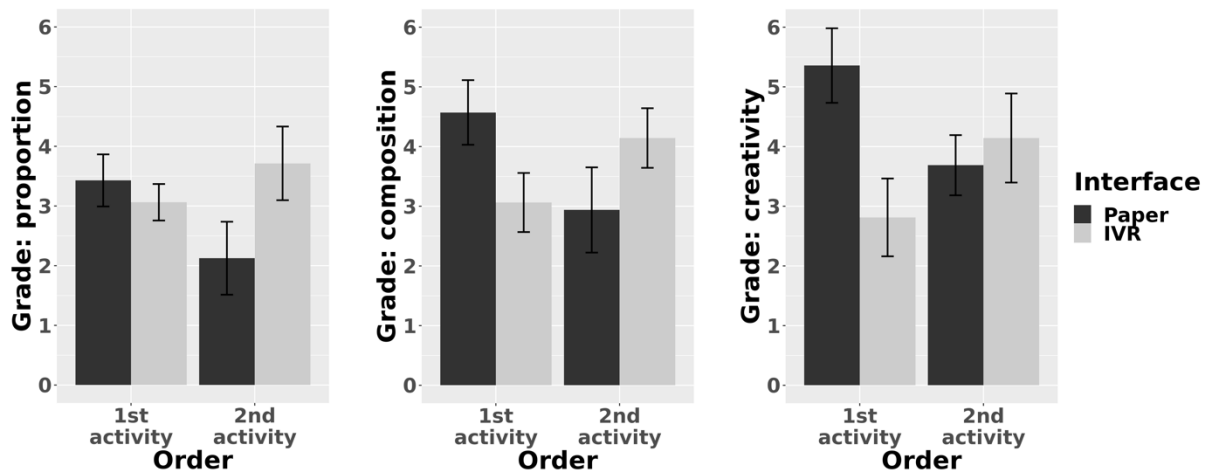 Grade: proportion
6
5
4
3
2
1
0
1st
activity
2nd
activity
Order
Grade: composition
6
5
4
3
2
1
0
1st
activity
2nd
activity
Order
Grade: creativity
6
5
4
3
2
1
0
1st
activity
2nd
activity
Order
Interface
Paper
IVR